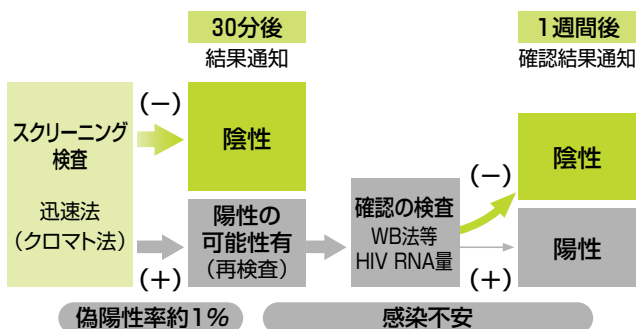 30分後
結果通知
1週間後
確認結果通知
スクリーニング
検査
迅速法
(クロマト法)
(－)
陰性
(＋)
陽性の
可能性有
(再検査)
確認の検査
WB法等
HIV RNA量
(－)
陰性
(＋)
陽性
偽陽性率約1%
感染不安